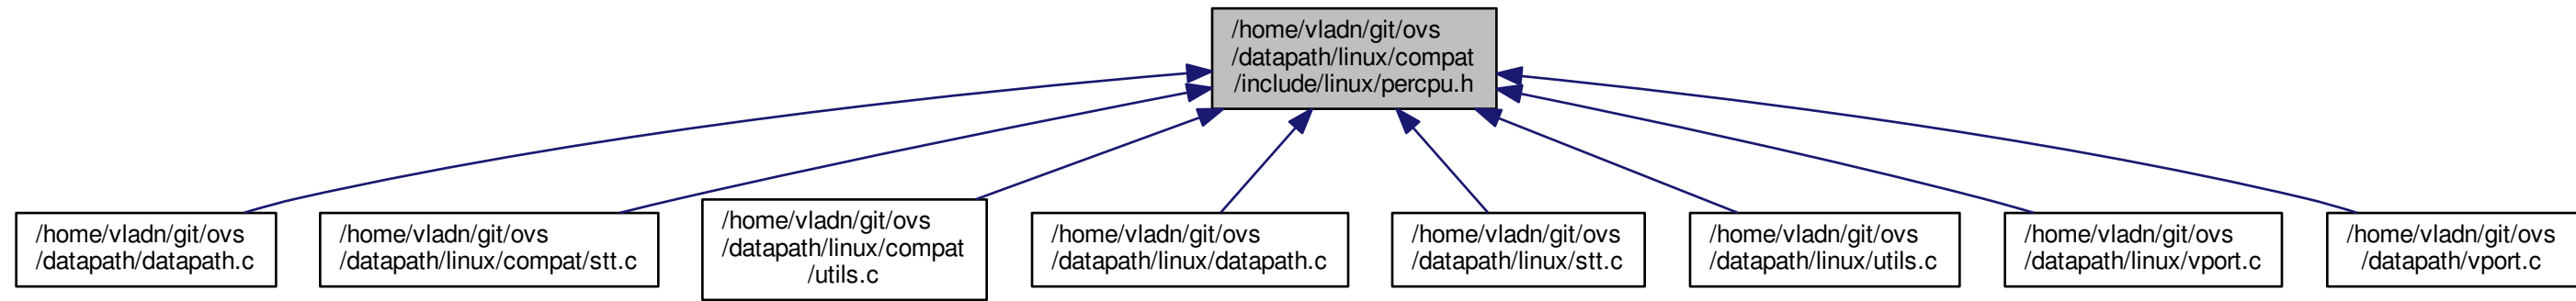 /home/vladn/git/ovs
/datapath/linux/compat
/include/linux/percpu.h
/home/vladn/git/ovs
/datapath/datapath.c
/home/vladn/git/ovs
/datapath/linux/compat/stt.c
/home/vladn/git/ovs
/datapath/linux/compat
/utils.c
/home/vladn/git/ovs
/datapath/linux/datapath.c
/home/vladn/git/ovs
/datapath/linux/stt.c
/home/vladn/git/ovs
/datapath/linux/utils.c
/home/vladn/git/ovs
/datapath/linux/vport.c
/home/vladn/git/ovs
/datapath/vport.c